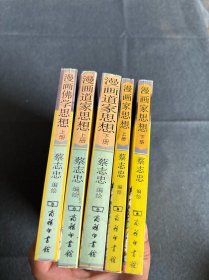 漫画佛学思想 上册
蔡志忠 编绘
商务印书馆
漫画道家思想 上册
蔡志忠 编绘
商务印书馆
漫画道家思想 下册
蔡志忠 编绘
商务印书馆
漫画 家思想 上册
蔡志忠 编绘
商务印书馆
漫画 家思想 下册
蔡志忠 编绘
商务印书馆